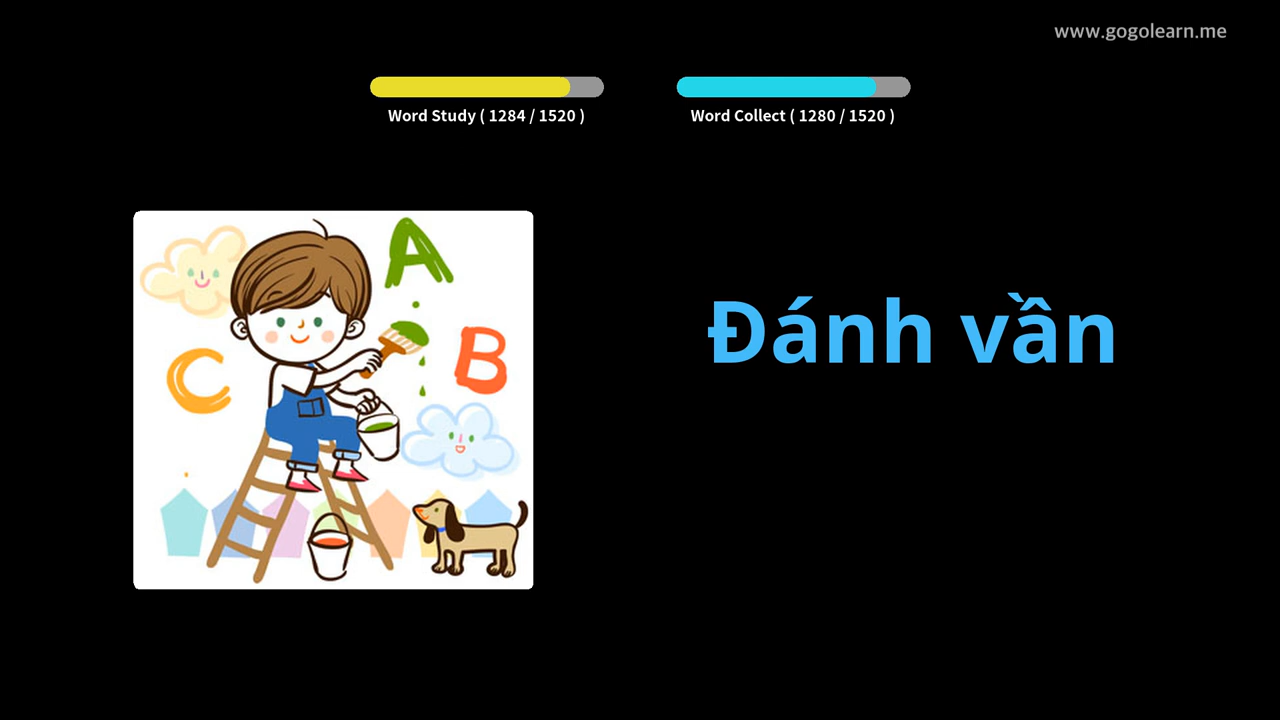 www.gogolearn.me
Word Study ( 1284 / 1520 )
Word Collect ( 1280 / 1520 )
A
B
C
Đánh vần